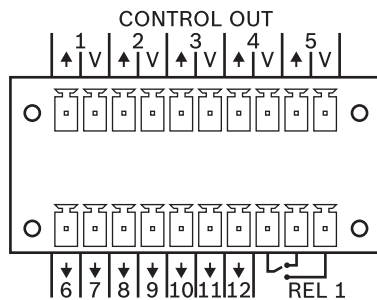 CONTROL OUT
1 2 3 4 5
V V V V V
6 7 8 9 10 11 12 REL 1